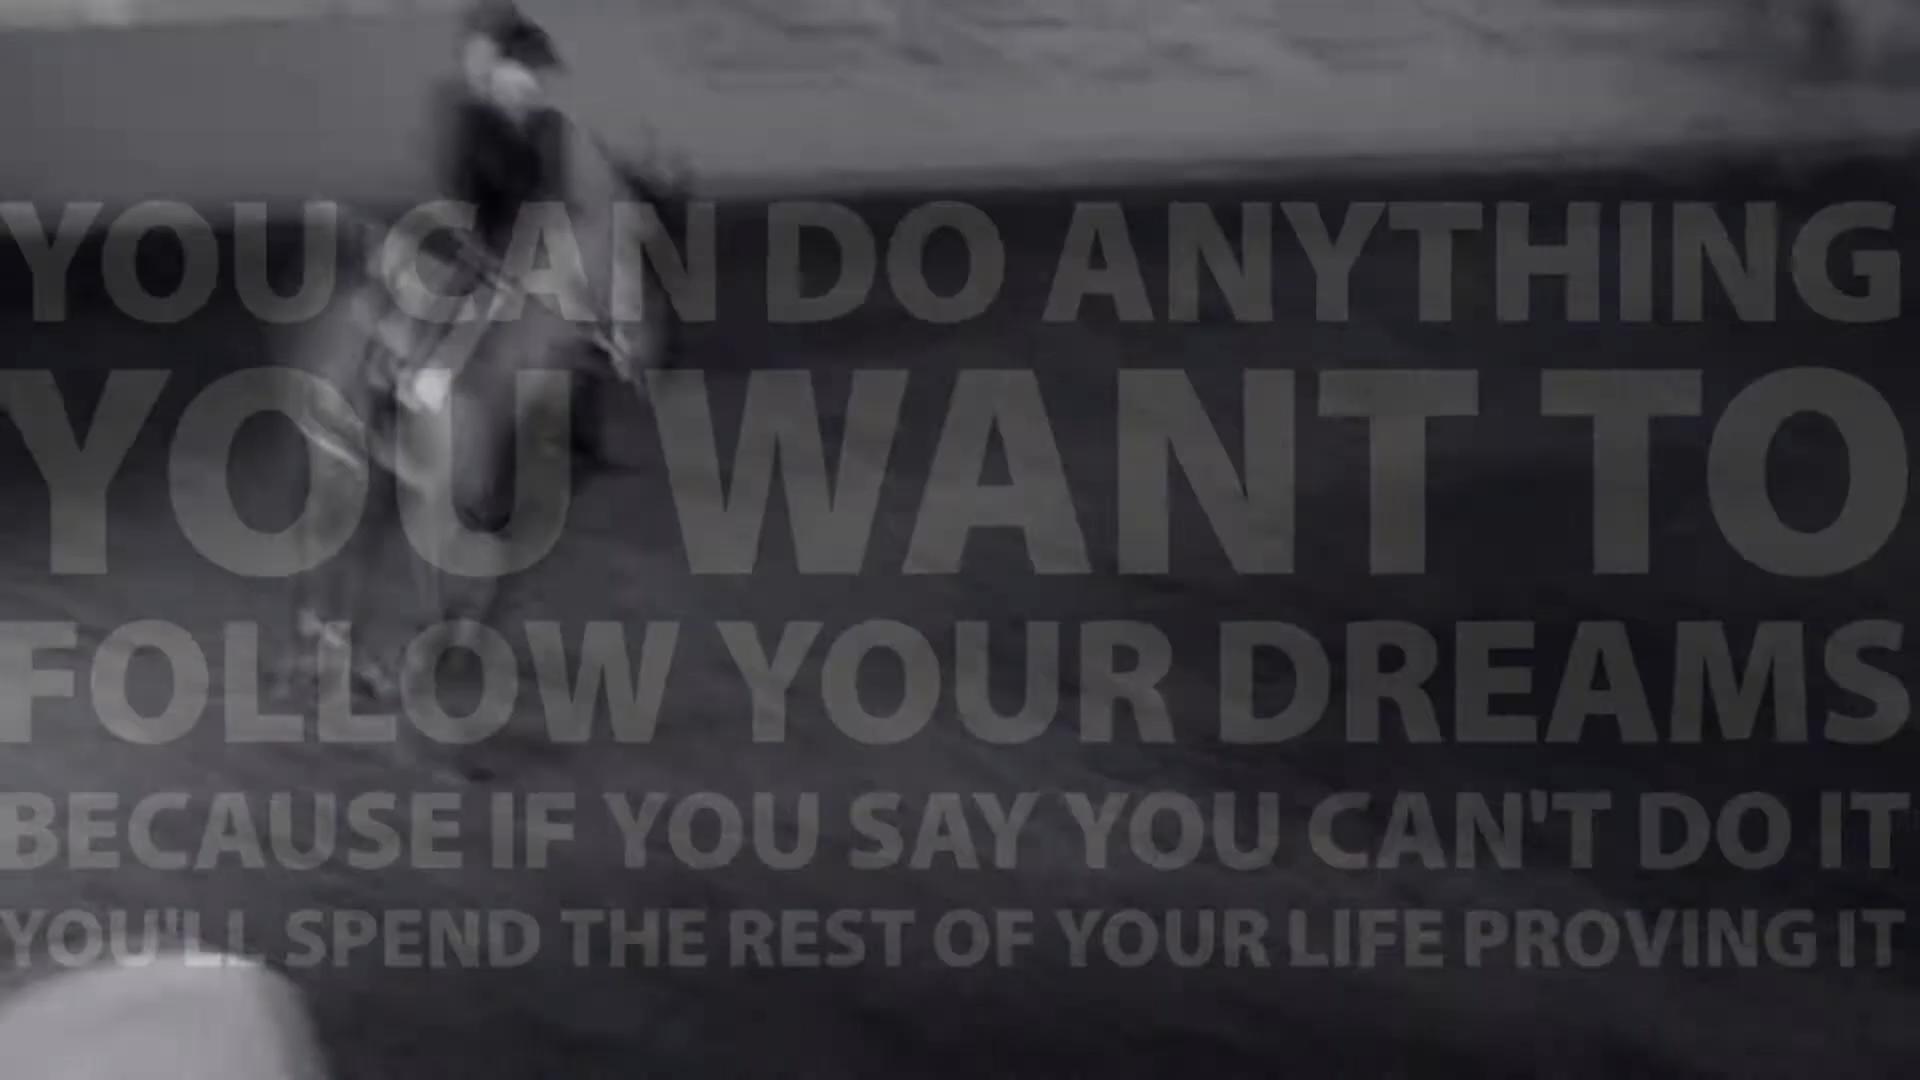 YOU CAN DO ANYTHING
YOU WANT TO
FOLLOW YOUR DREAMS
BECAUSE IF YOU SAY YOU CAN'T DO IT
YOU'LL SPEND THE REST OF YOUR LIFE PROVING IT